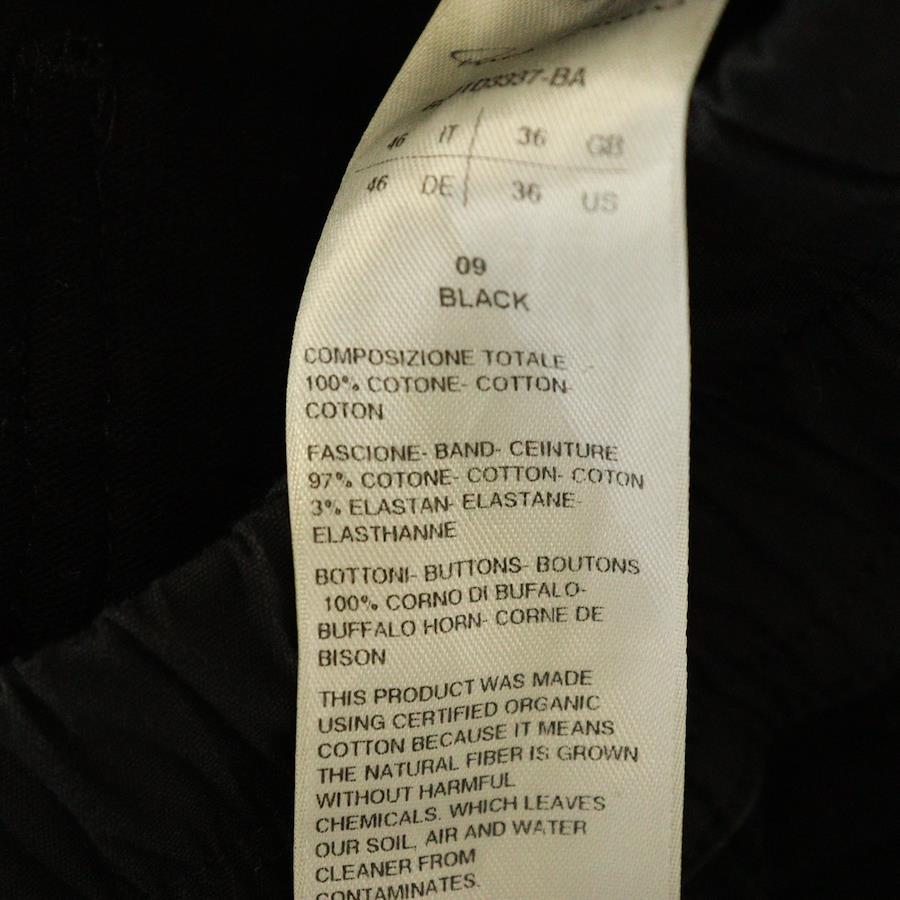 46 IT 36 GB
46 DE 36 US
09
BLACK
COMPOSIZIONE TOTALE
100% COTONE- COTTON-
COTON
FASCIONE- BAND- CEINTURE
97% COTONE- COTTON- COTON
3% ELASTAN- ELASTANE-
ELASTHANNE
BOTTONI- BUTTONS- BOUTONS
100% CORNO DI BUFALO-
BUFFALO HORN- CORNE DE
BISON
THIS PRODUCT WAS MADE
USING CERTIFIED ORGANIC
COTTON BECAUSE IT MEANS
THE NATURAL FIBER IS GROWN
WITHOUT HARMFUL
CHEMICALS. WHICH LEAVES
OUR SOIL, AIR AND WATER
CLEANER FROM
CONTAMINATES.